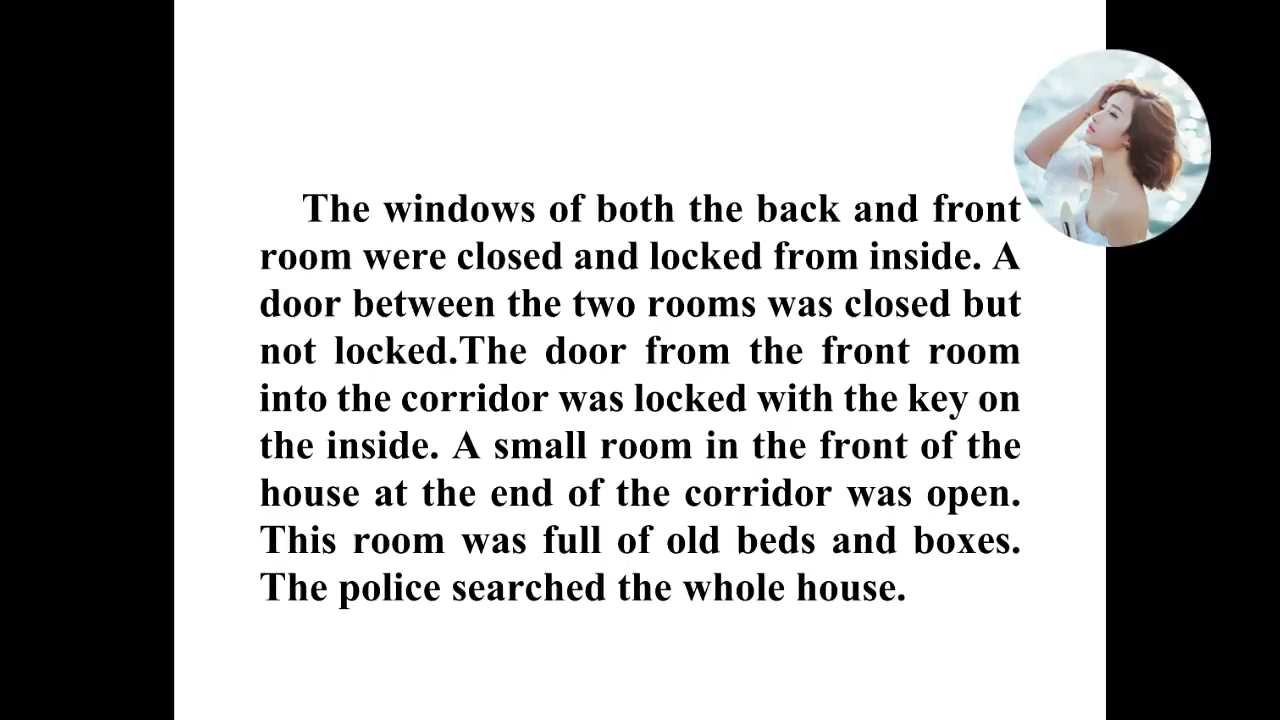 The windows of both the back and front
room were closed and locked from inside. A
door between the two rooms was closed but
not locked.The door from the front room
into the corridor was locked with the key on
the inside. A small room in the front of the
house at the end of the corridor was open.
This room was full of old beds and boxes.
The police searched the whole house.